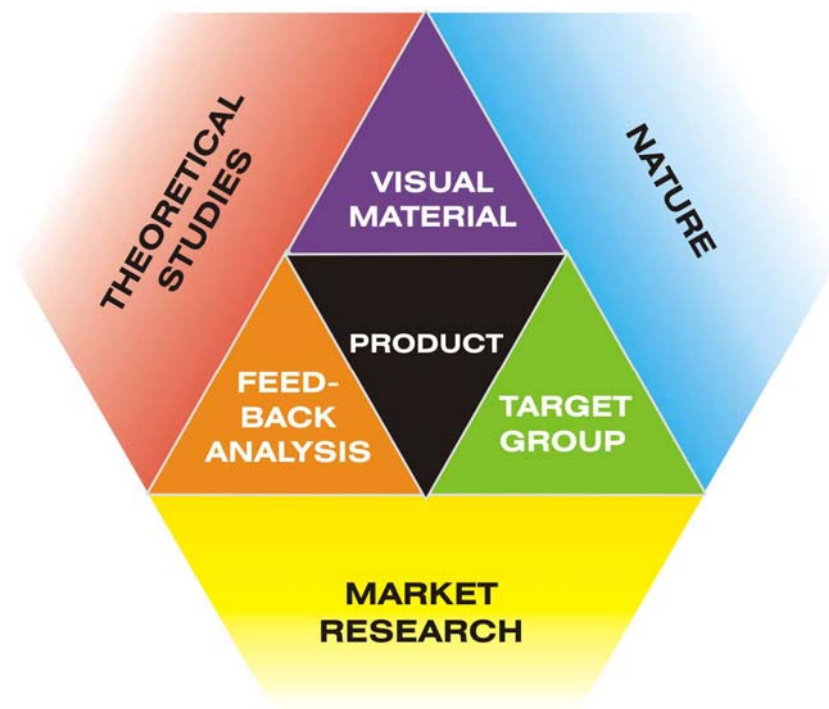 THEORETICAL
STUDIES
NATURE
VISUAL
MATERIAL
PRODUCT
FEED-
BACK
ANALYSIS
TARGET
GROUP
MARKET
RESEARCH